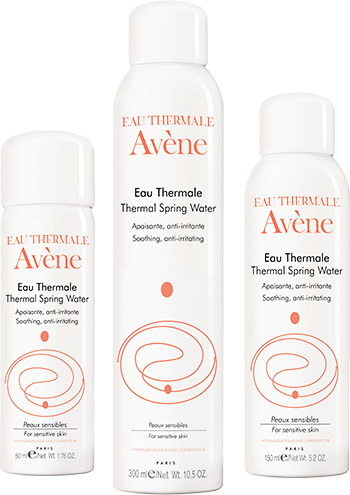 EAU THERMALE
Avène
Eau Thermale
Thermal Spring Water
Apaisante, anti-irritante
Soothing, anti-irritating
Peaux sensibles
For sensitive skin
PARIS
50 ml e/Net Wt. 1.76 OZ.
EAU THERMALE
Avène
Eau Thermale
Thermal Spring Water
Apaisante, anti-irritante
Soothing, anti-irritating
Peaux sensibles
For sensitive skin
PARIS
300 ml e/Net Wt. 10.5 OZ.
EAU THERMALE
Avène
Eau Thermale
Thermal Spring Water
Apaisante, anti-irritante
Soothing, anti-irritating
Peaux sensibles
For sensitive skin
PARIS
150 ml e/Net Wt. 5.2 OZ.